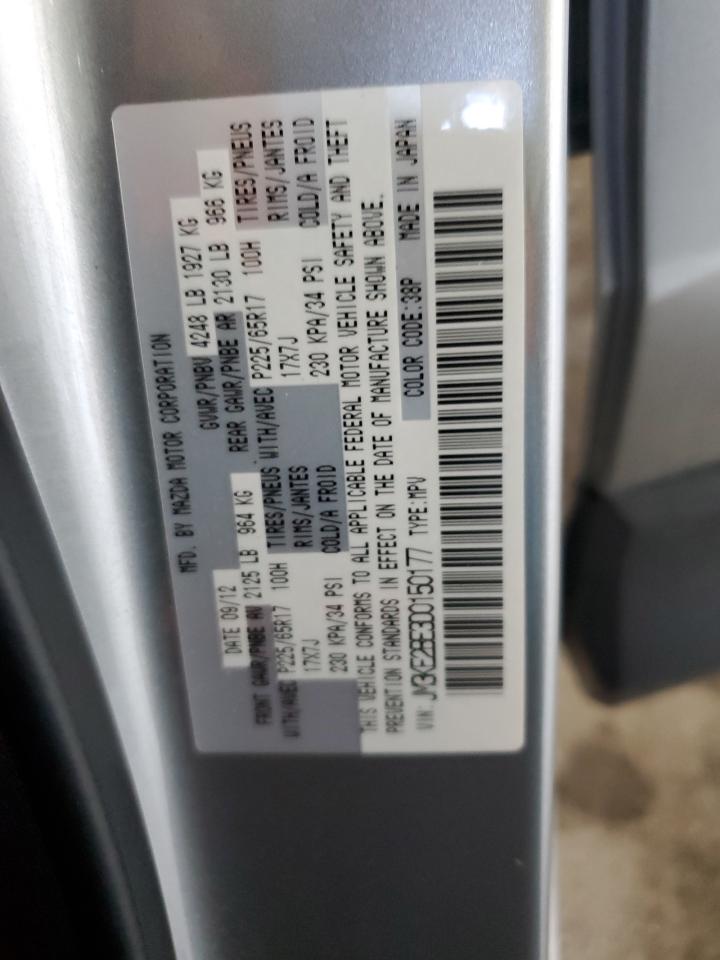 MFD. BY MAZDA MOTOR CORPORATION
DATE 09/12 GVWR/PNBV 4248 LB 1927 KG
FRONT GAWR/PNBE AV 2125 LB 964 KG REAR GAWR/PNBE AR 2130 LB 966 KG
WITH/AVEC P225/65R17 100H TIRES/PNEUS WITH/AVEC P225/65R17 100H TIRES/PNEUS
17X7J RIMS/JANTES 17X7J RIMS/JANTES
230 KPA/34 PSI COLD/A FROID 230 KPA/34 PSI COLD/A FROID
THIS VEHICLE CONFORMS TO ALL APPLICABLE FEDERAL MOTOR VEHICLE SAFETY AND THEFT
PREVENTION STANDARDS IN EFFECT ON THE DATE OF MANUFACTURE SHOWN ABOVE.
VIN: JM3KE2BE3D0150177 TYPE:MPV COLOR CODE:38P MADE IN JAPAN